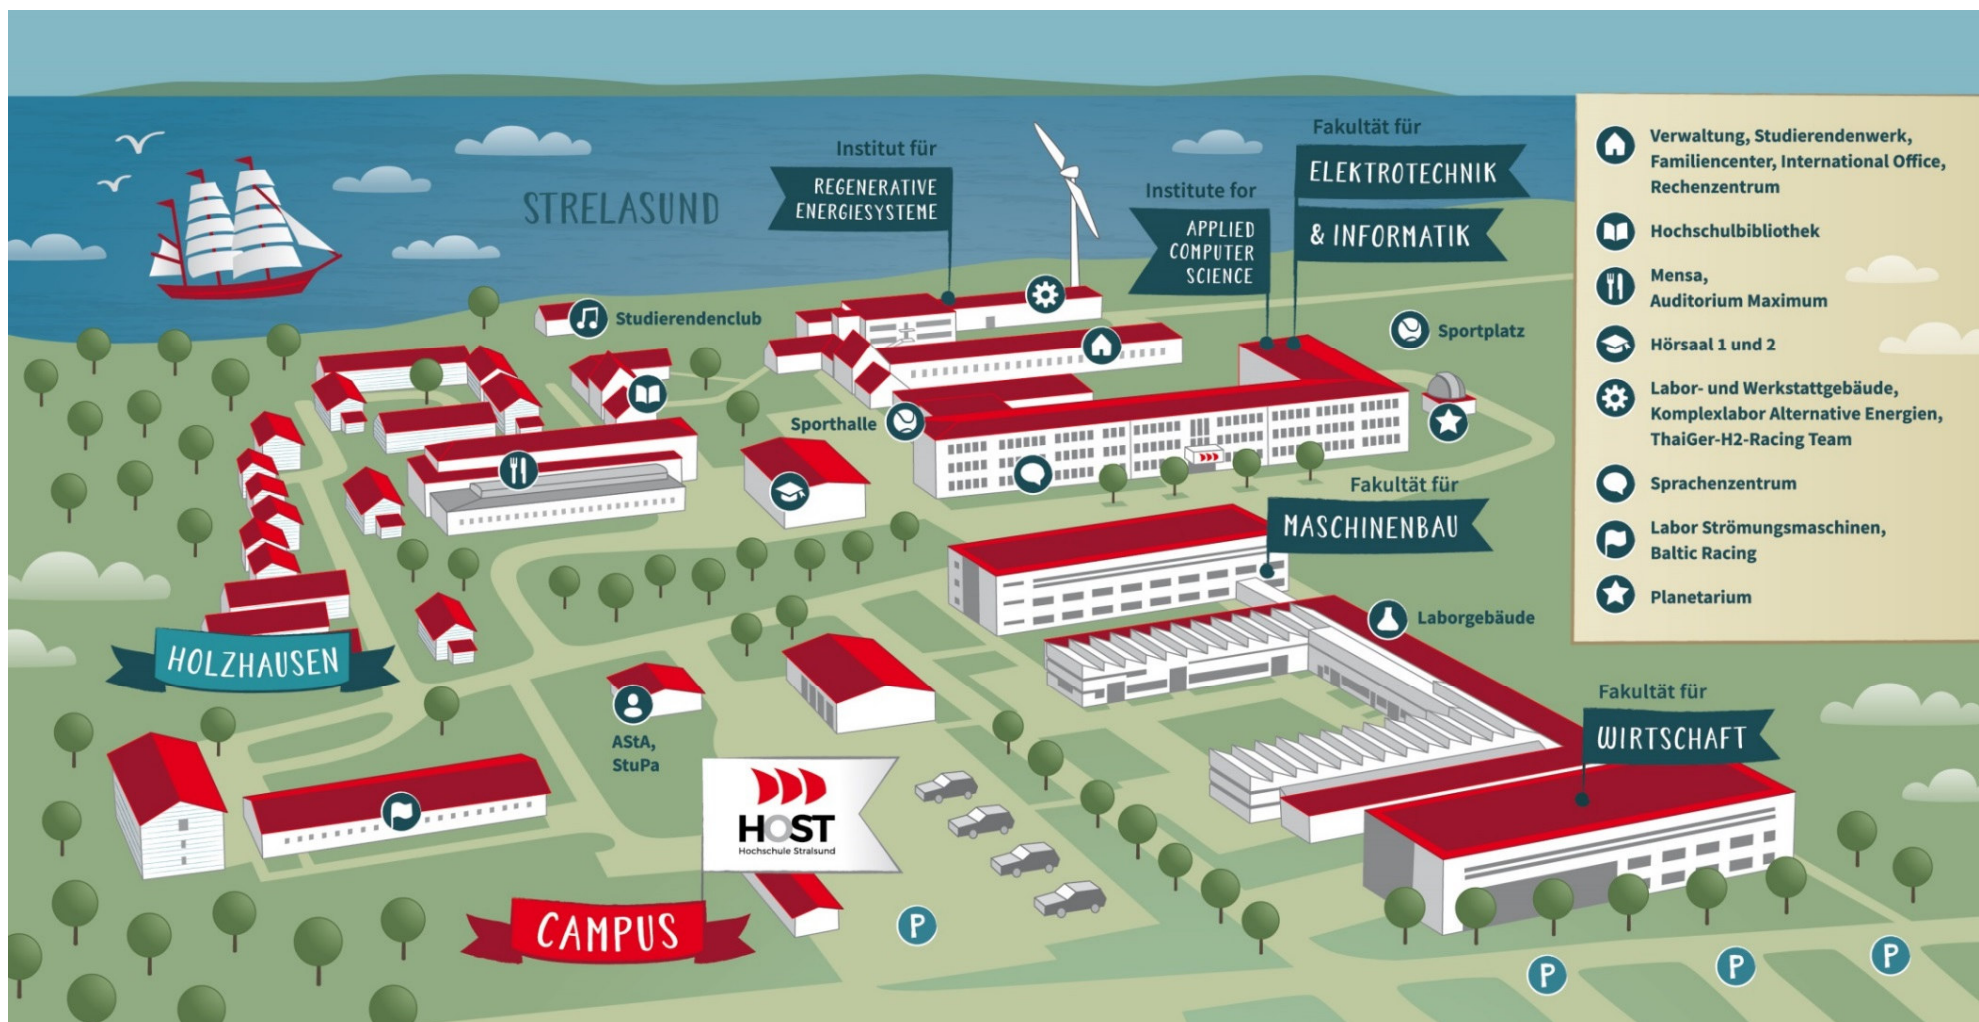 STRELASUND
Institut für
REGENERATIVE
ENERGIESYSTEME
Institute for
APPLIED
COMPUTER
SCIENCE
Fakultät für
ELEKTROTECHNIK
& INFORMATIK
Studierendenclub
Sportplatz
Sporthalle
Fakultät für
MASCHINENBAU
Laborgebäude
HOLZHAUSEN
AStA,
StuPa
Fakultät für
WIRTSCHAFT
HOST
Hochschule Stralsund
CAMPUS
P
P
P
P
Verwaltung, Studierendenwerk,
Familiencenter, International Office,
Rechenzentrum
Hochschulbibliothek
Mensa,
Auditorium Maximum
Hörsaal 1 und 2
Labor- und Werkstattgebäude,
Komplexlabor Alternative Energien,
ThaiGer-H2-Racing Team
Sprachenzentrum
Labor Strömungsmaschinen,
Baltic Racing
Planetarium